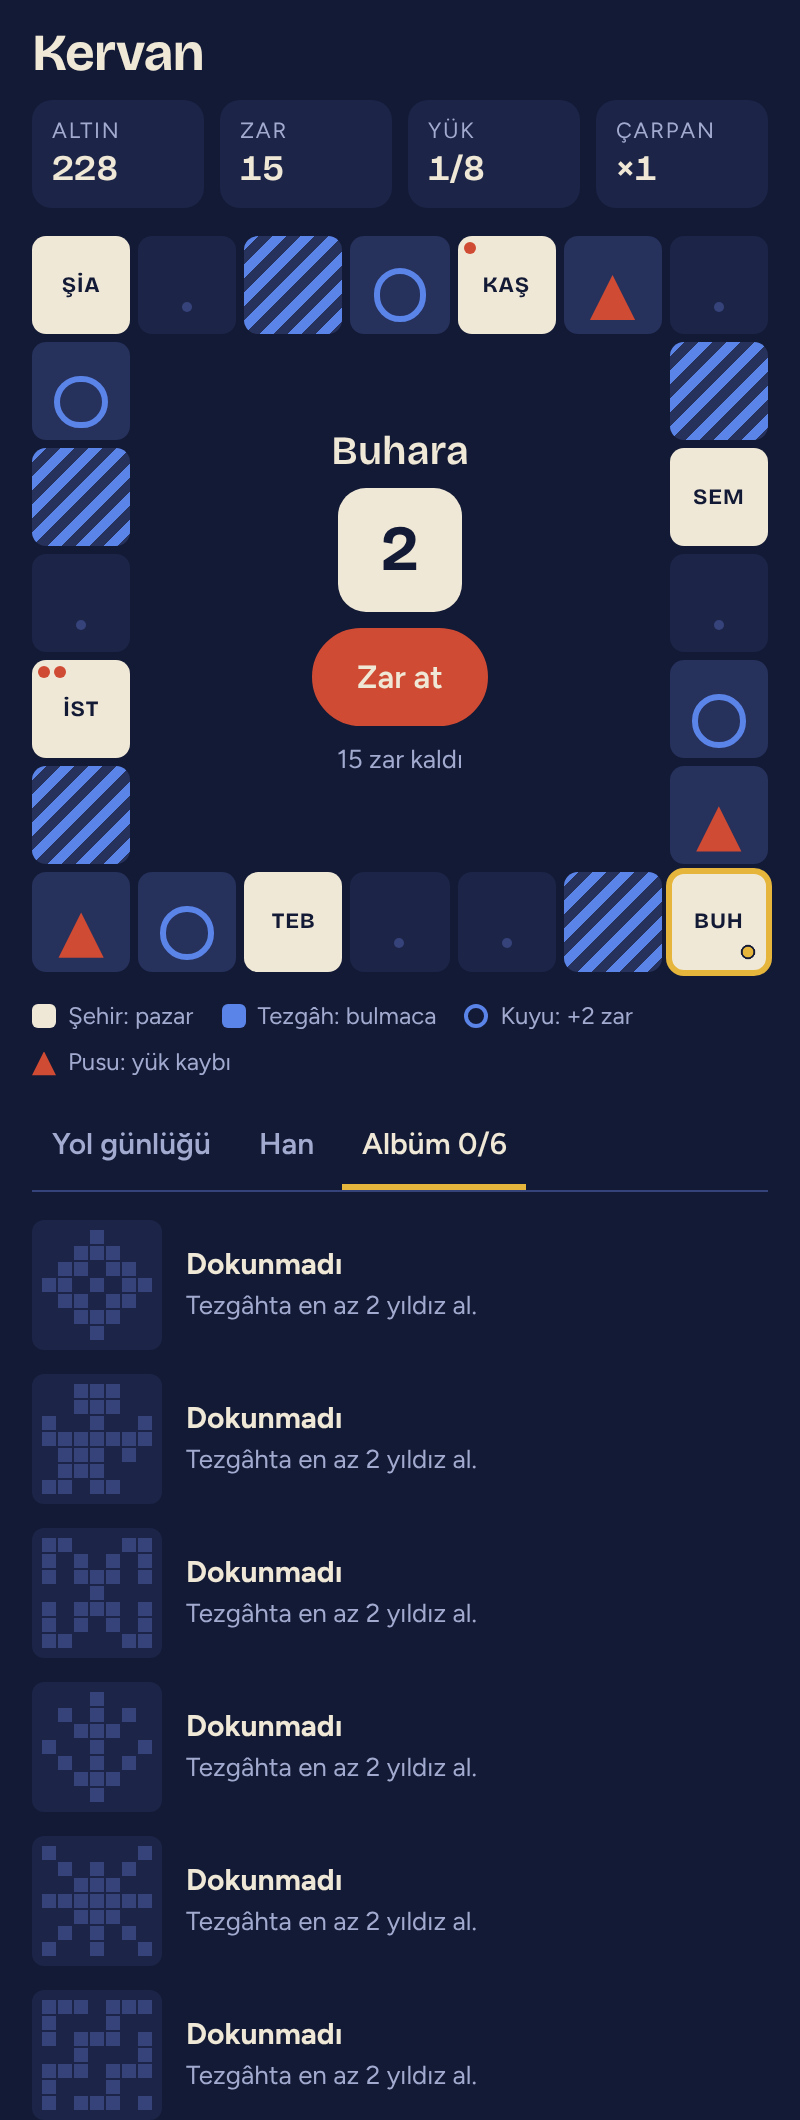 Kervan
ALTIN
228
ZAR
15
YÜK
1/8
ÇARPAN
×1
ŞİA
KAŞ
SEM
Buhara
2
Zar at
15 zar kaldı
İST
TEB
BUH
Şehir: pazar
Tezgâh: bulmaca
Kuyu: +2 zar
Pusu: yük kaybı
Yol günlüğü
Han
Albüm 0/6
Dokunmadı
Tezgâhta en az 2 yıldız al.
Dokunmadı
Tezgâhta en az 2 yıldız al.
Dokunmadı
Tezgâhta en az 2 yıldız al.
Dokunmadı
Tezgâhta en az 2 yıldız al.
Dokunmadı
Tezgâhta en az 2 yıldız al.
Dokunmadı
Tezgâhta en az 2 yıldız al.